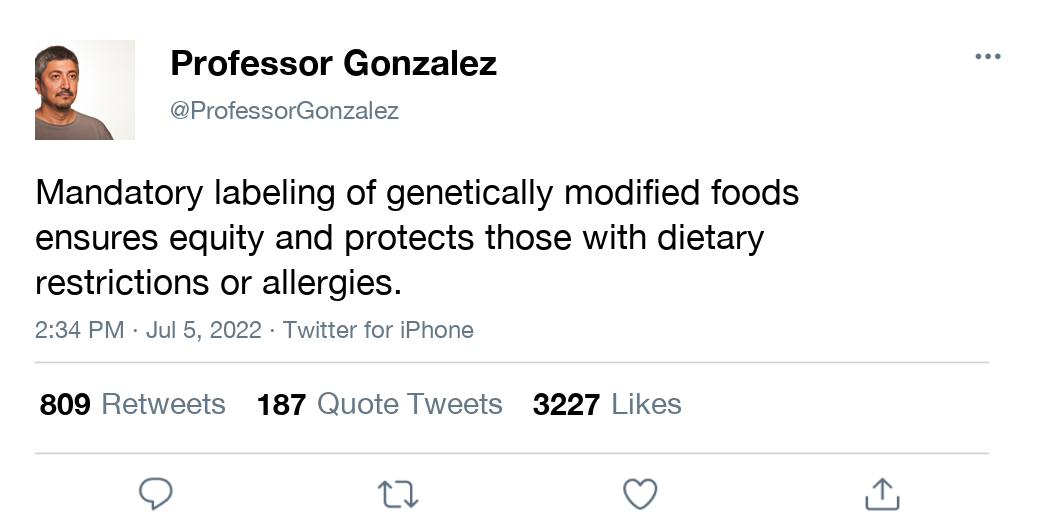 Professor Gonzalez
@ProfessorGonzalez
Mandatory labeling of genetically modified foods
ensures equity and protects those with dietary
restrictions or allergies.
2:34 PM · Jul 5, 2022 · Twitter for iPhone
809 Retweets 187 Quote Tweets 3227 Likes